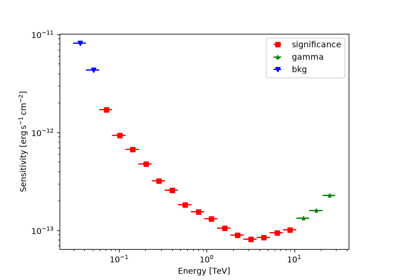 10⁻¹¹
significance
gamma
bkg
10⁻¹²
10⁻¹³
Sensitivity [erg s⁻¹ cm⁻²]
10⁻¹ 10⁰ 10¹
Energy [TeV]